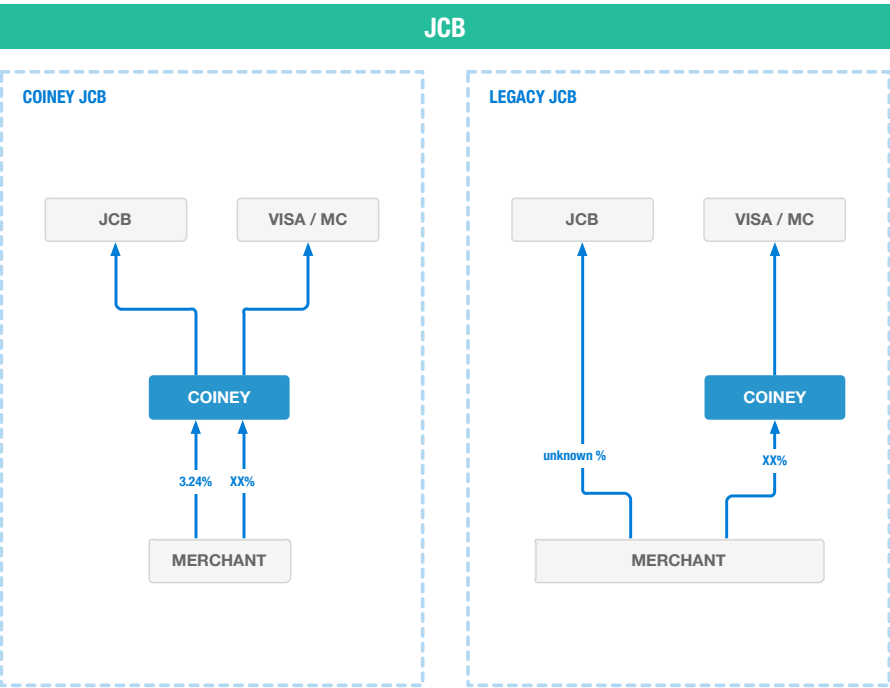 JCB
COINEY JCB
JCB
VISA / MC
COINEY
3.24%
XX%
MERCHANT
LEGACY JCB
JCB
VISA / MC
COINEY
unknown %
XX%
MERCHANT